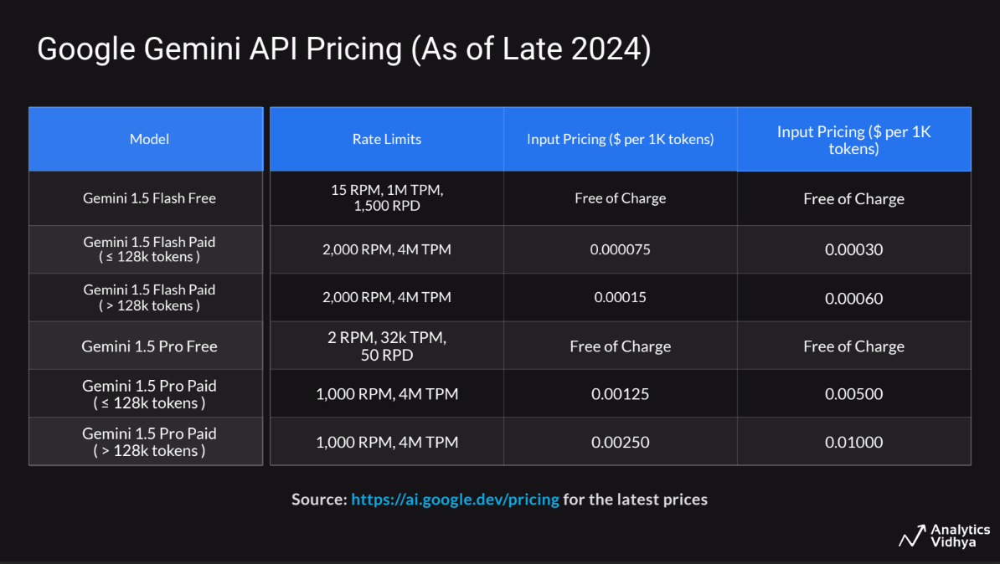 Google Gemini API Pricing (As of Late 2024)
Model
Rate Limits
Input Pricing ($ per 1K tokens)
Input Pricing ($ per 1K
tokens)
Gemini 1.5 Flash Free
15 RPM, 1M TPM,
1,500 RPD
Free of Charge
Free of Charge
Gemini 1.5 Flash Paid
( ≤ 128k tokens )
2,000 RPM, 4M TPM
0.000075
0.00030
Gemini 1.5 Flash Paid
( > 128k tokens )
2,000 RPM, 4M TPM
0.00015
0.00060
Gemini 1.5 Pro Free
2 RPM, 32k TPM,
50 RPD
Free of Charge
Free of Charge
Gemini 1.5 Pro Paid
( ≤ 128k tokens )
1,000 RPM, 4M TPM
0.00125
0.00500
Gemini 1.5 Pro Paid
( > 128k tokens )
1,000 RPM, 4M TPM
0.00250
0.01000
Source: https://ai.google.dev/pricing for the latest prices
Analytics
Vidhya